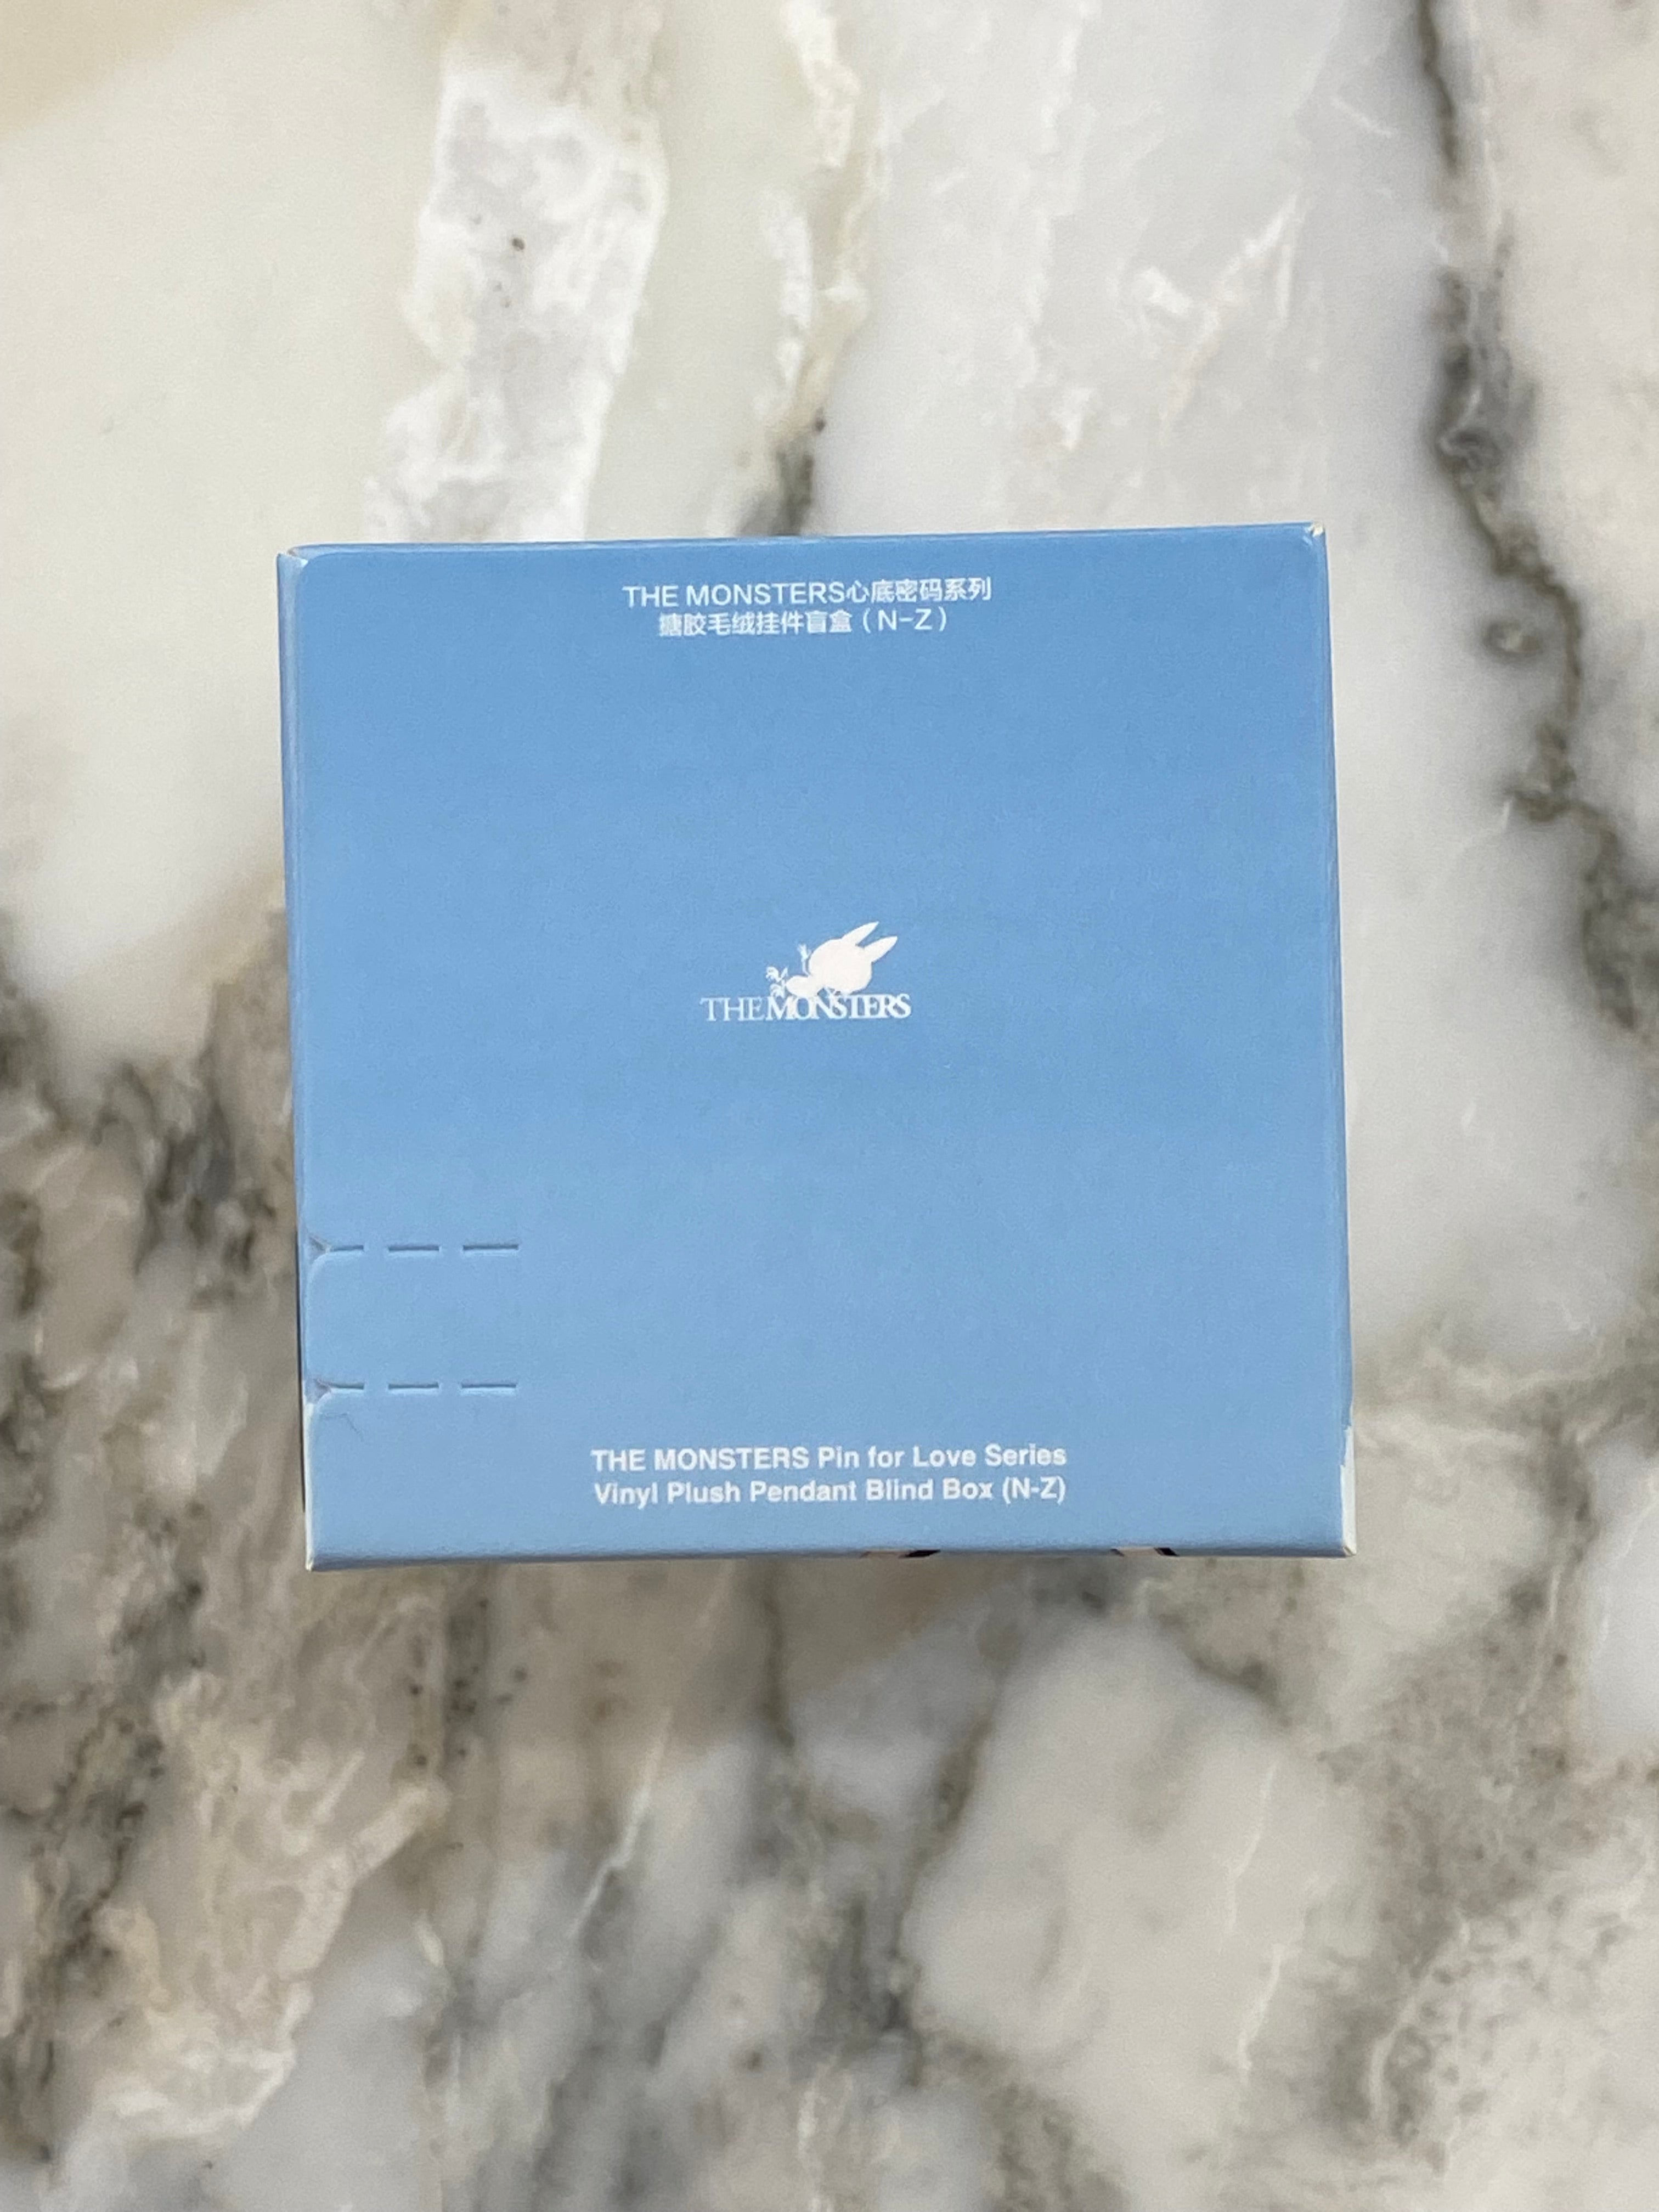 THE MONSTERS心底密码系列
搪胶毛绒挂件盲盒（N-Z）
THE MONSTERS
THE MONSTERS Pin for Love Series
Vinyl Plush Pendant Blind Box (N-Z)